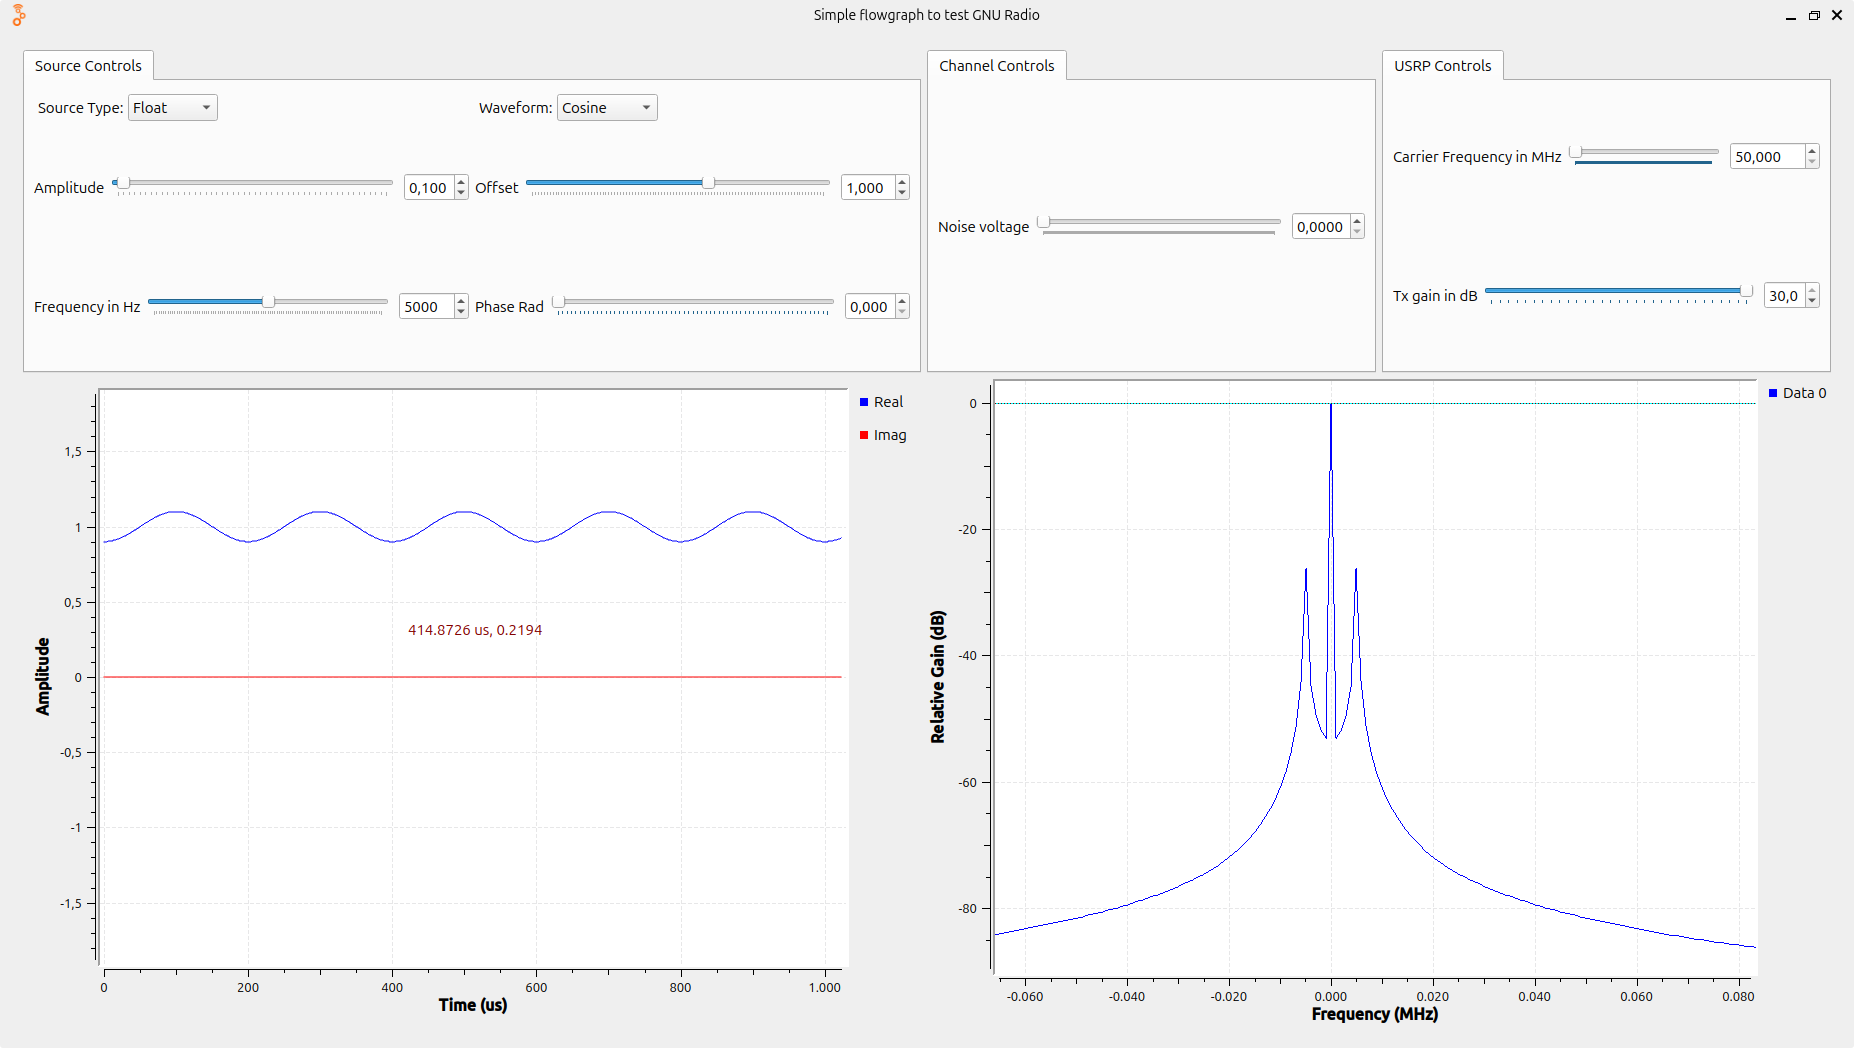 Simple flowgraph to test GNU Radio
Source Controls
Source Type: Float
Waveform: Cosine
Amplitude 0,100
Offset 1,000
Frequency in Hz 5000
Phase Rad 0,000
Channel Controls
Noise voltage 0,0000
USRP Controls
Carrier Frequency in MHz 50,000
Tx gain in dB 30,0
Real
Imag
1,5
1
0,5
0
-0,5
-1
-1,5
Amplitude
414.8726 us, 0.2194
0 200 400 600 800 1.000
Time (us)
Data 0
0
-20
-40
-60
-80
Relative Gain (dB)
-0.060 -0.040 -0.020 0.000 0.020 0.040 0.060 0.080
Frequency (MHz)